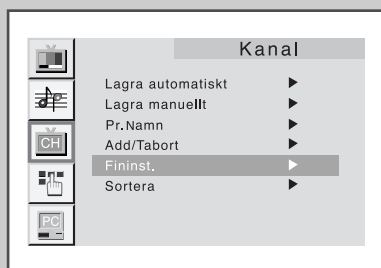 Kanal
Lagra automatiskt
Lagra manuellt
Pr.Namn
Add/Tabort
CH
Fininst.
Sortera
PC